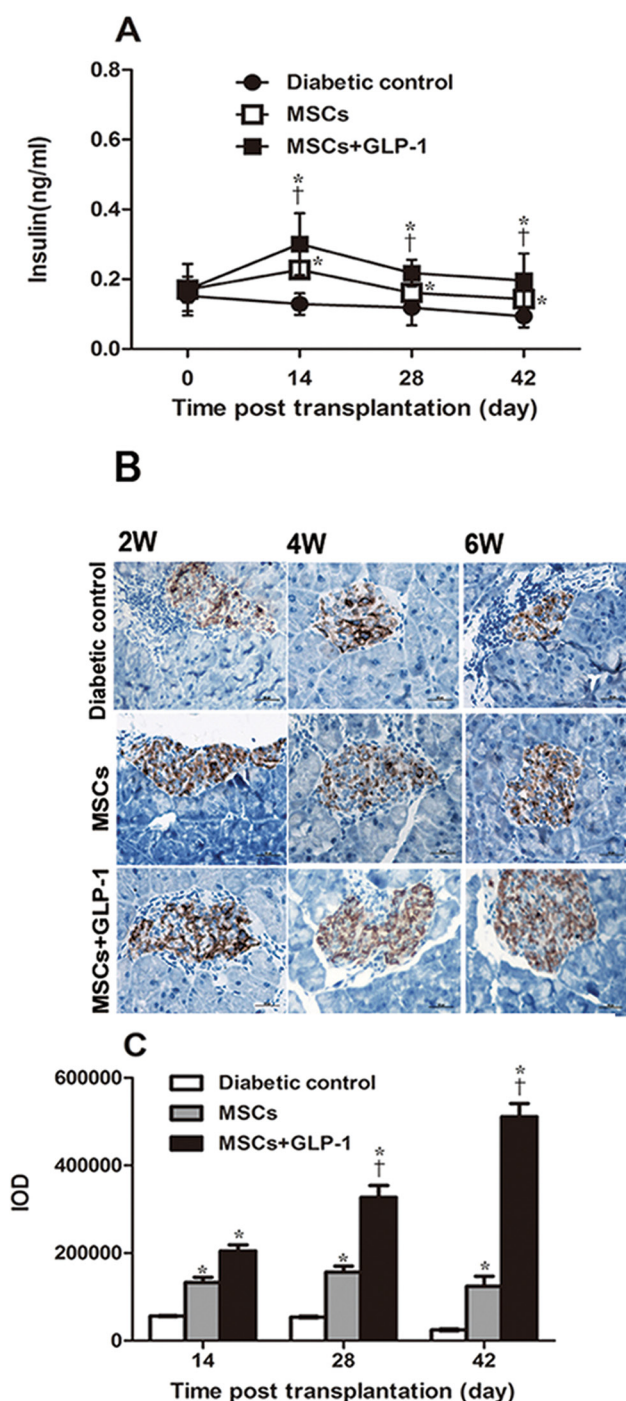 A
0.8
0.6
0.4
0.2
0.0
Insulin(ng/ml)
Diabetic control
MSCs
MSCs+GLP-1
*
†
*
*
†
*
*
†
*
0 14 28 42
Time post transplantation (day)
B
2W 4W 6W
Diabetic control
MSCs
MSCs+GLP-1
C
600000
400000
200000
0
IOD
Diabetic control
MSCs
MSCs+GLP-1
* *
*
*
†
*
*
†
14 28 42
Time post transplantation (day)